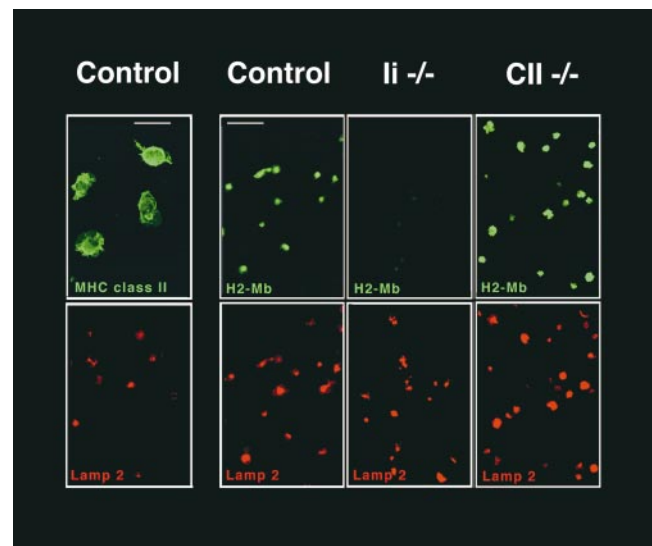 Control Control Ii -/- CII -/-
MHC class II H2-Mb H2-Mb H2-Mb
Lamp 2 Lamp 2 Lamp 2 Lamp 2